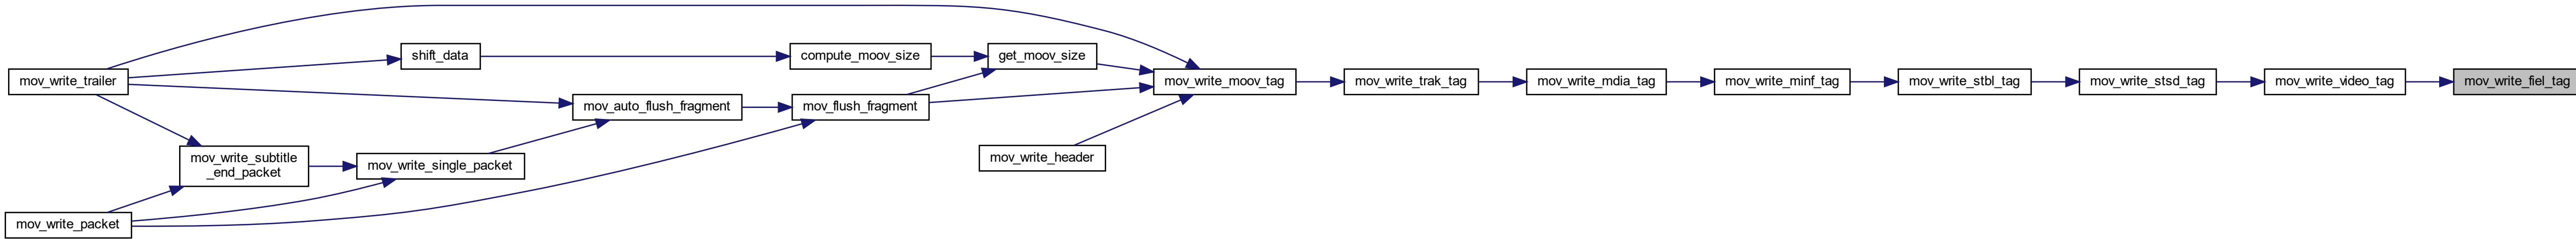 mov_write_trailer
shift_data
compute_moov_size
get_moov_size
mov_write_moov_tag
mov_write_trak_tag
mov_write_mdia_tag
mov_write_minf_tag
mov_write_stbl_tag
mov_write_stsd_tag
mov_write_video_tag
mov_write_fiel_tag
mov_auto_flush_fragment
mov_flush_fragment
mov_write_subtitle
_end_packet
mov_write_single_packet
mov_write_header
mov_write_packet